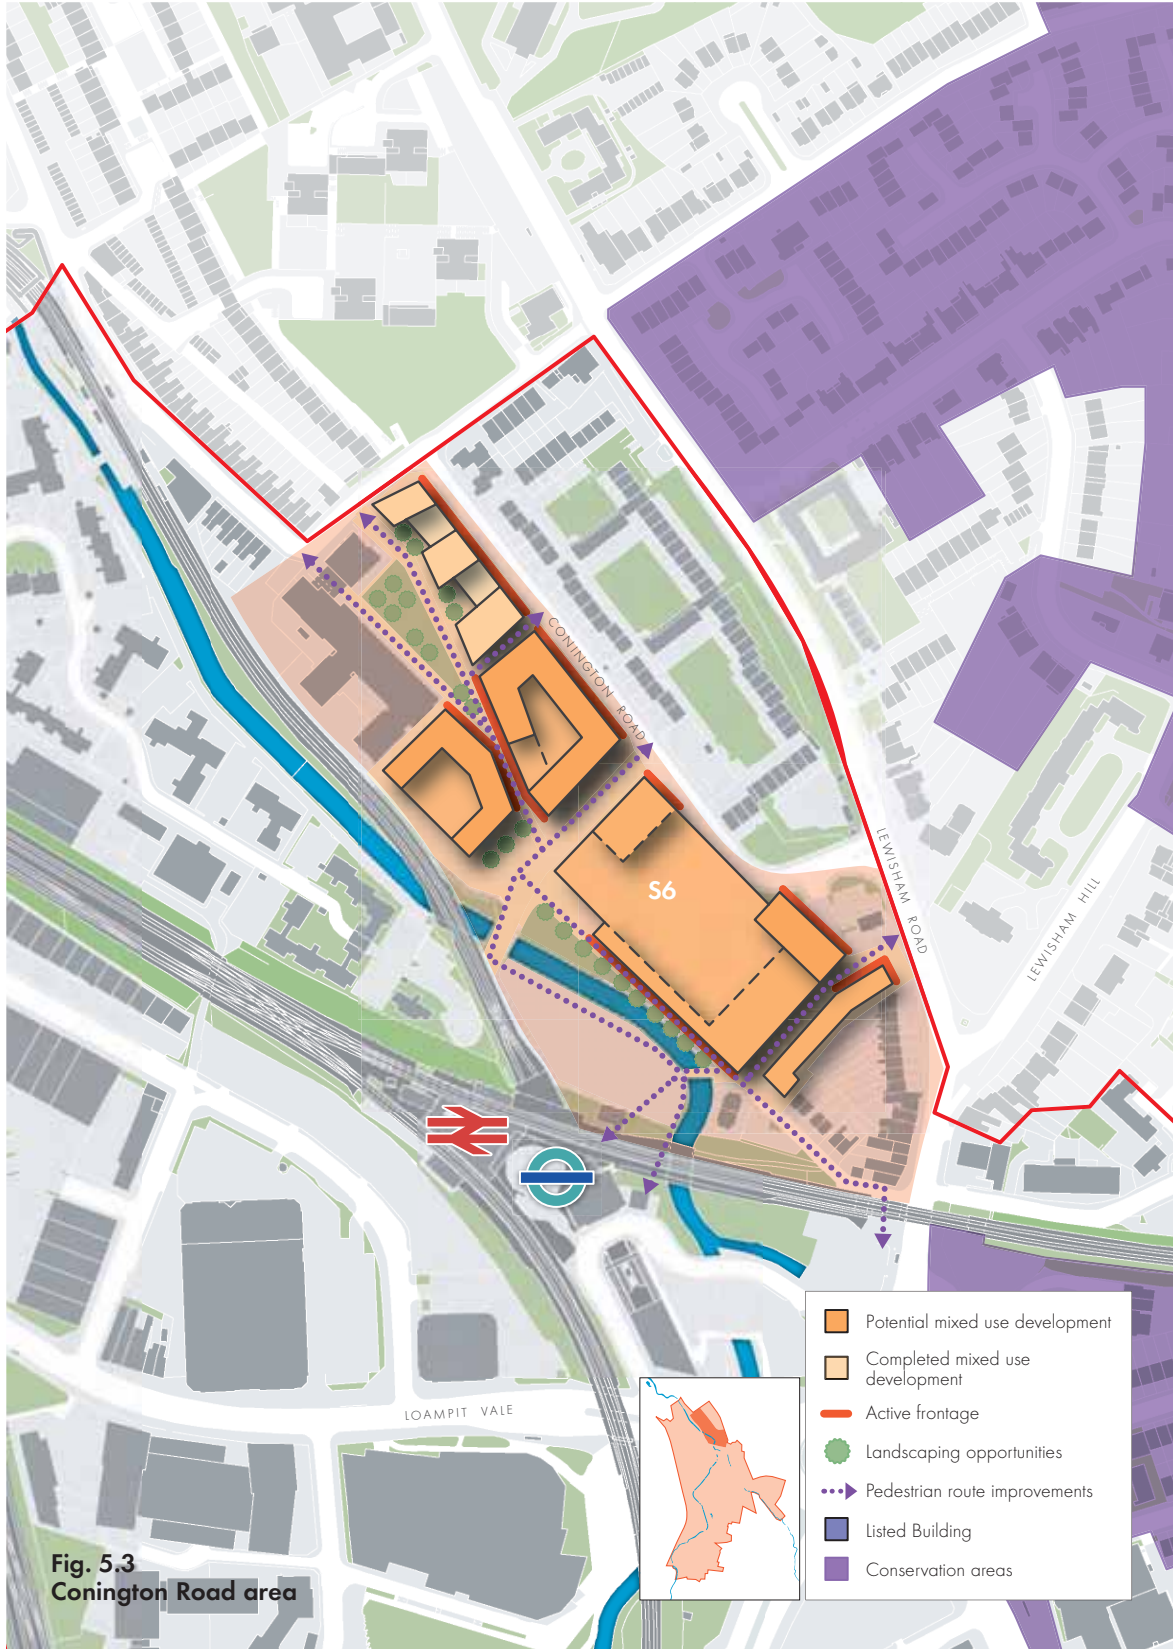 CONINGTON ROAD
S6
LEWISHAM ROAD
LEWISHAM HILL
LOAMPIT VALE
Potential mixed use development
Completed mixed use
development
Active frontage
Landscaping opportunities
Pedestrian route improvements
Listed Building
Conservation areas
Fig. 5.3
Conington Road area